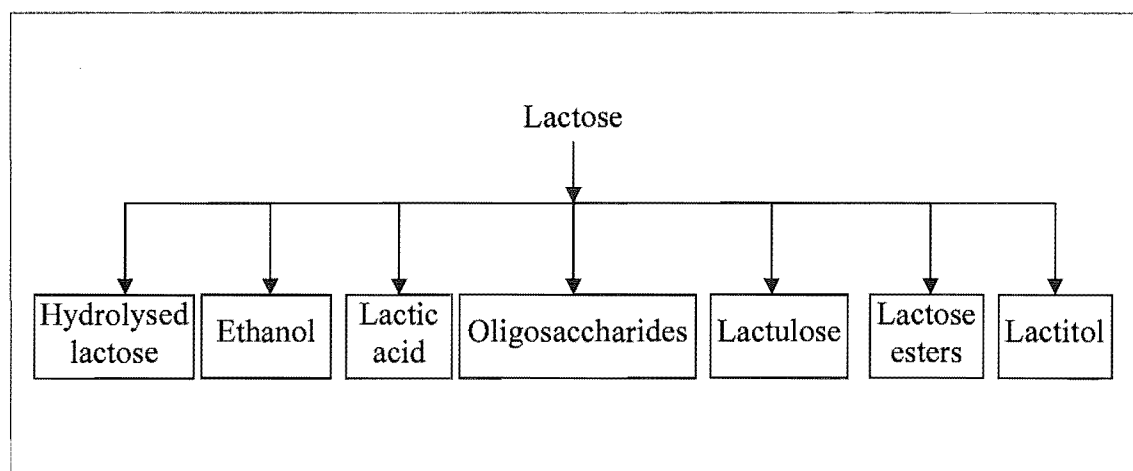 Lactose
Hydrolysed
lactose
Ethanol
Lactic
acid
Oligosaccharides
Lactulose
Lactose
esters
Lactitol